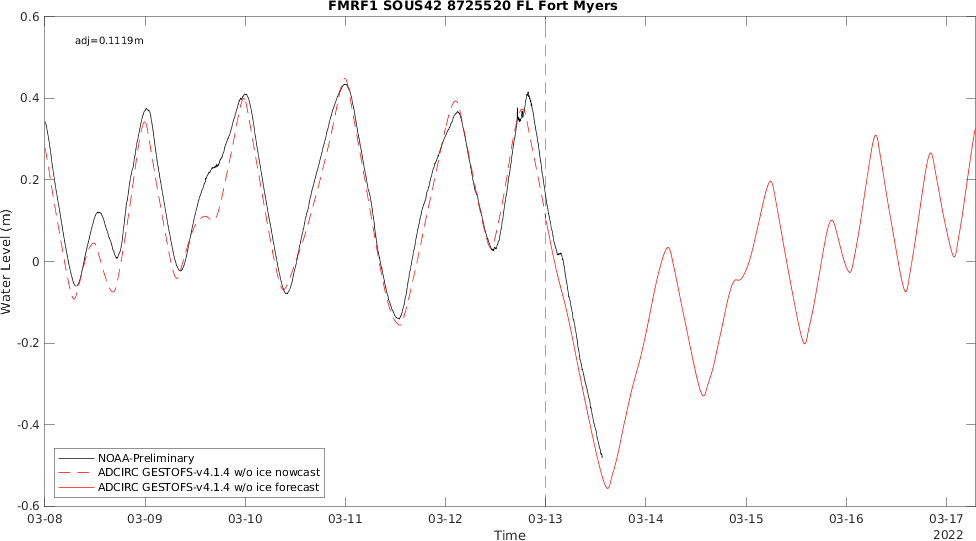 FMRF1 SOUS42 8725520 FL Fort Myers
0.6
adj=0.1119m
0.4
0.2
0
-0.2
-0.4
-0.6
Water Level (m)
NOAA-Preliminary
ADCIRC GESTOFS-v4.1.4 w/o ice nowcast
ADCIRC GESTOFS-v4.1.4 w/o ice forecast
03-08 03-09 03-10 03-11 03-12 03-13 03-14 03-15 03-16 03-17
Time
2022